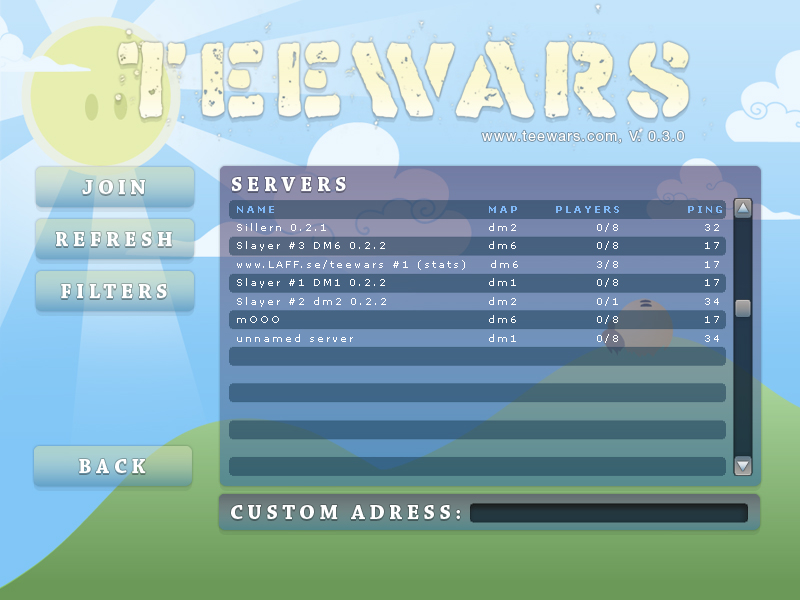 TEEWARS
www.teewars.com, V. 0.3.0
JOIN
REFRESH
FILTERS
BACK
SERVERS
NAME MAP PLAYERS PING
Sillern 0.2.1 dm2 0/8 32
Slayer #3 DM6 0.2.2 dm6 0/8 17
www.LAFF.se/teewars #1 (stats) dm6 3/8 17
Slayer #1 DM1 0.2.2 dm1 0/8 17
Slayer #2 dm2 0.2.2 dm2 0/1 34
mOOO dm6 0/8 17
unnamed server dm1 0/8 34
CUSTOM ADRESS: